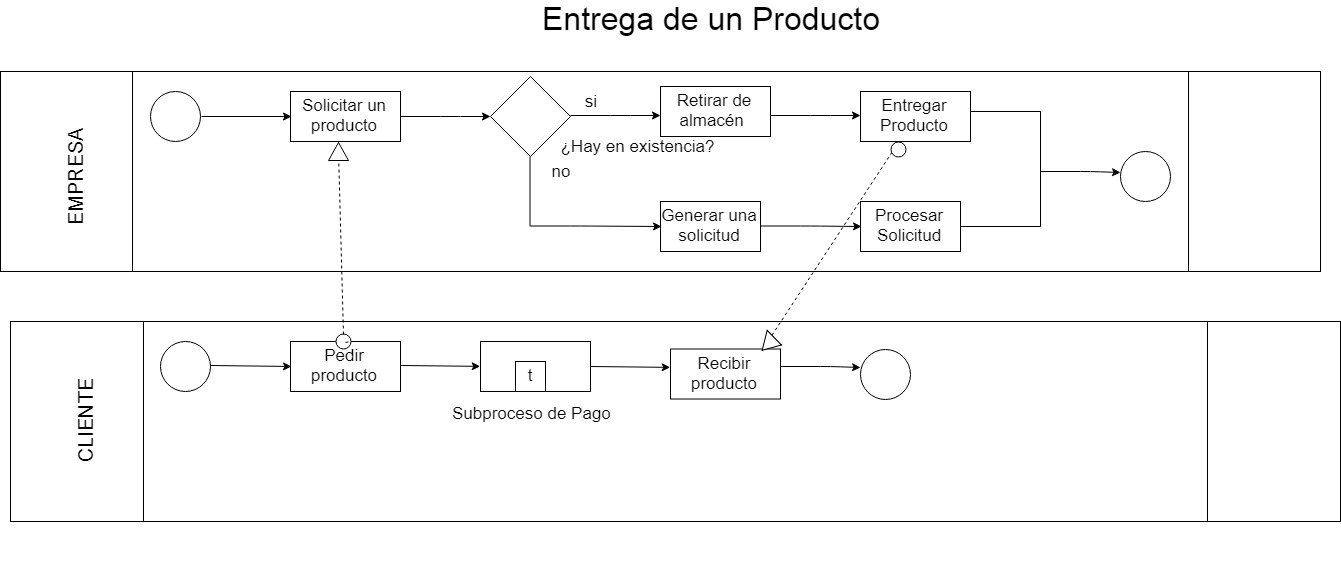 Entrega de un Producto
EMPRESA
Solicitar un
producto
si
¿Hay en existencia?
no
Retirar de
almacén
Entregar
Producto
Generar una
solicitud
Procesar
Solicitud
CLIENTE
Pedir
producto
t
Subproceso de Pago
Recibir
producto